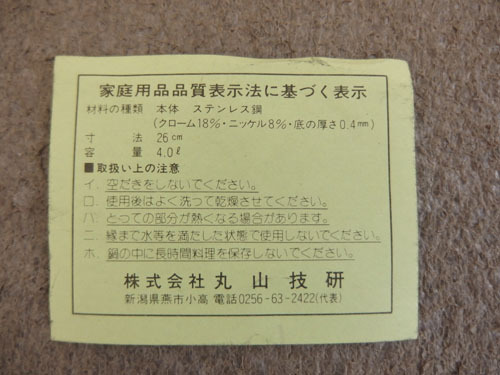 家庭用品品質表示法に基づく表示
材料の種類 本体 ステンレス鋼
(クローム18%・ニッケル8%・底の厚さ0.4mm)
寸法 26cm
容量 4.0ℓ
■取扱い上の注意
イ. 空だきをしないでください。
ロ. 使用後はよく洗って乾燥させてください。
ハ. とっての部分が熱くなる場合があります。
ニ. 縁まで水等を満たした状態で使用しないでください。
ホ. 鍋の中に長時間料理を保存しないでください。
株式会社 丸山技研
新潟県燕市小高 電話0256-63-2422(代表)